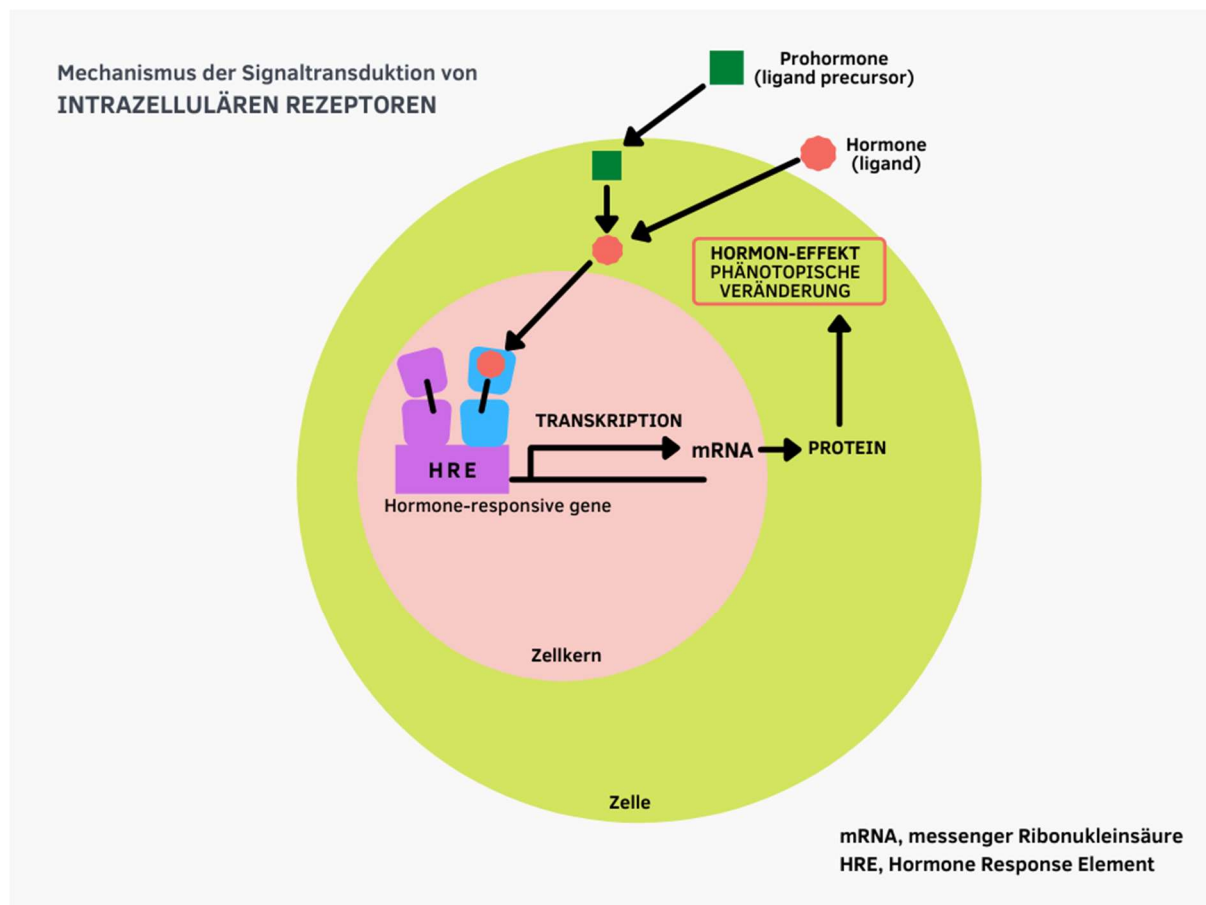 Mechanismus der Signaltransduktion von
INTRAZELLULÄREN REZEPTOREN
Prohormone
(ligand precursor)
Hormone
(ligand)
HORMON-EFFEKT
PHÄNOTOPISCHE
VERÄNDERUNG
TRANSKRIPTION
mRNA
PROTEIN
HRE
Hormone-responsive gene
Zellkern
Zelle
mRNA, messenger Ribonukleinsäure
HRE, Hormone Response Element